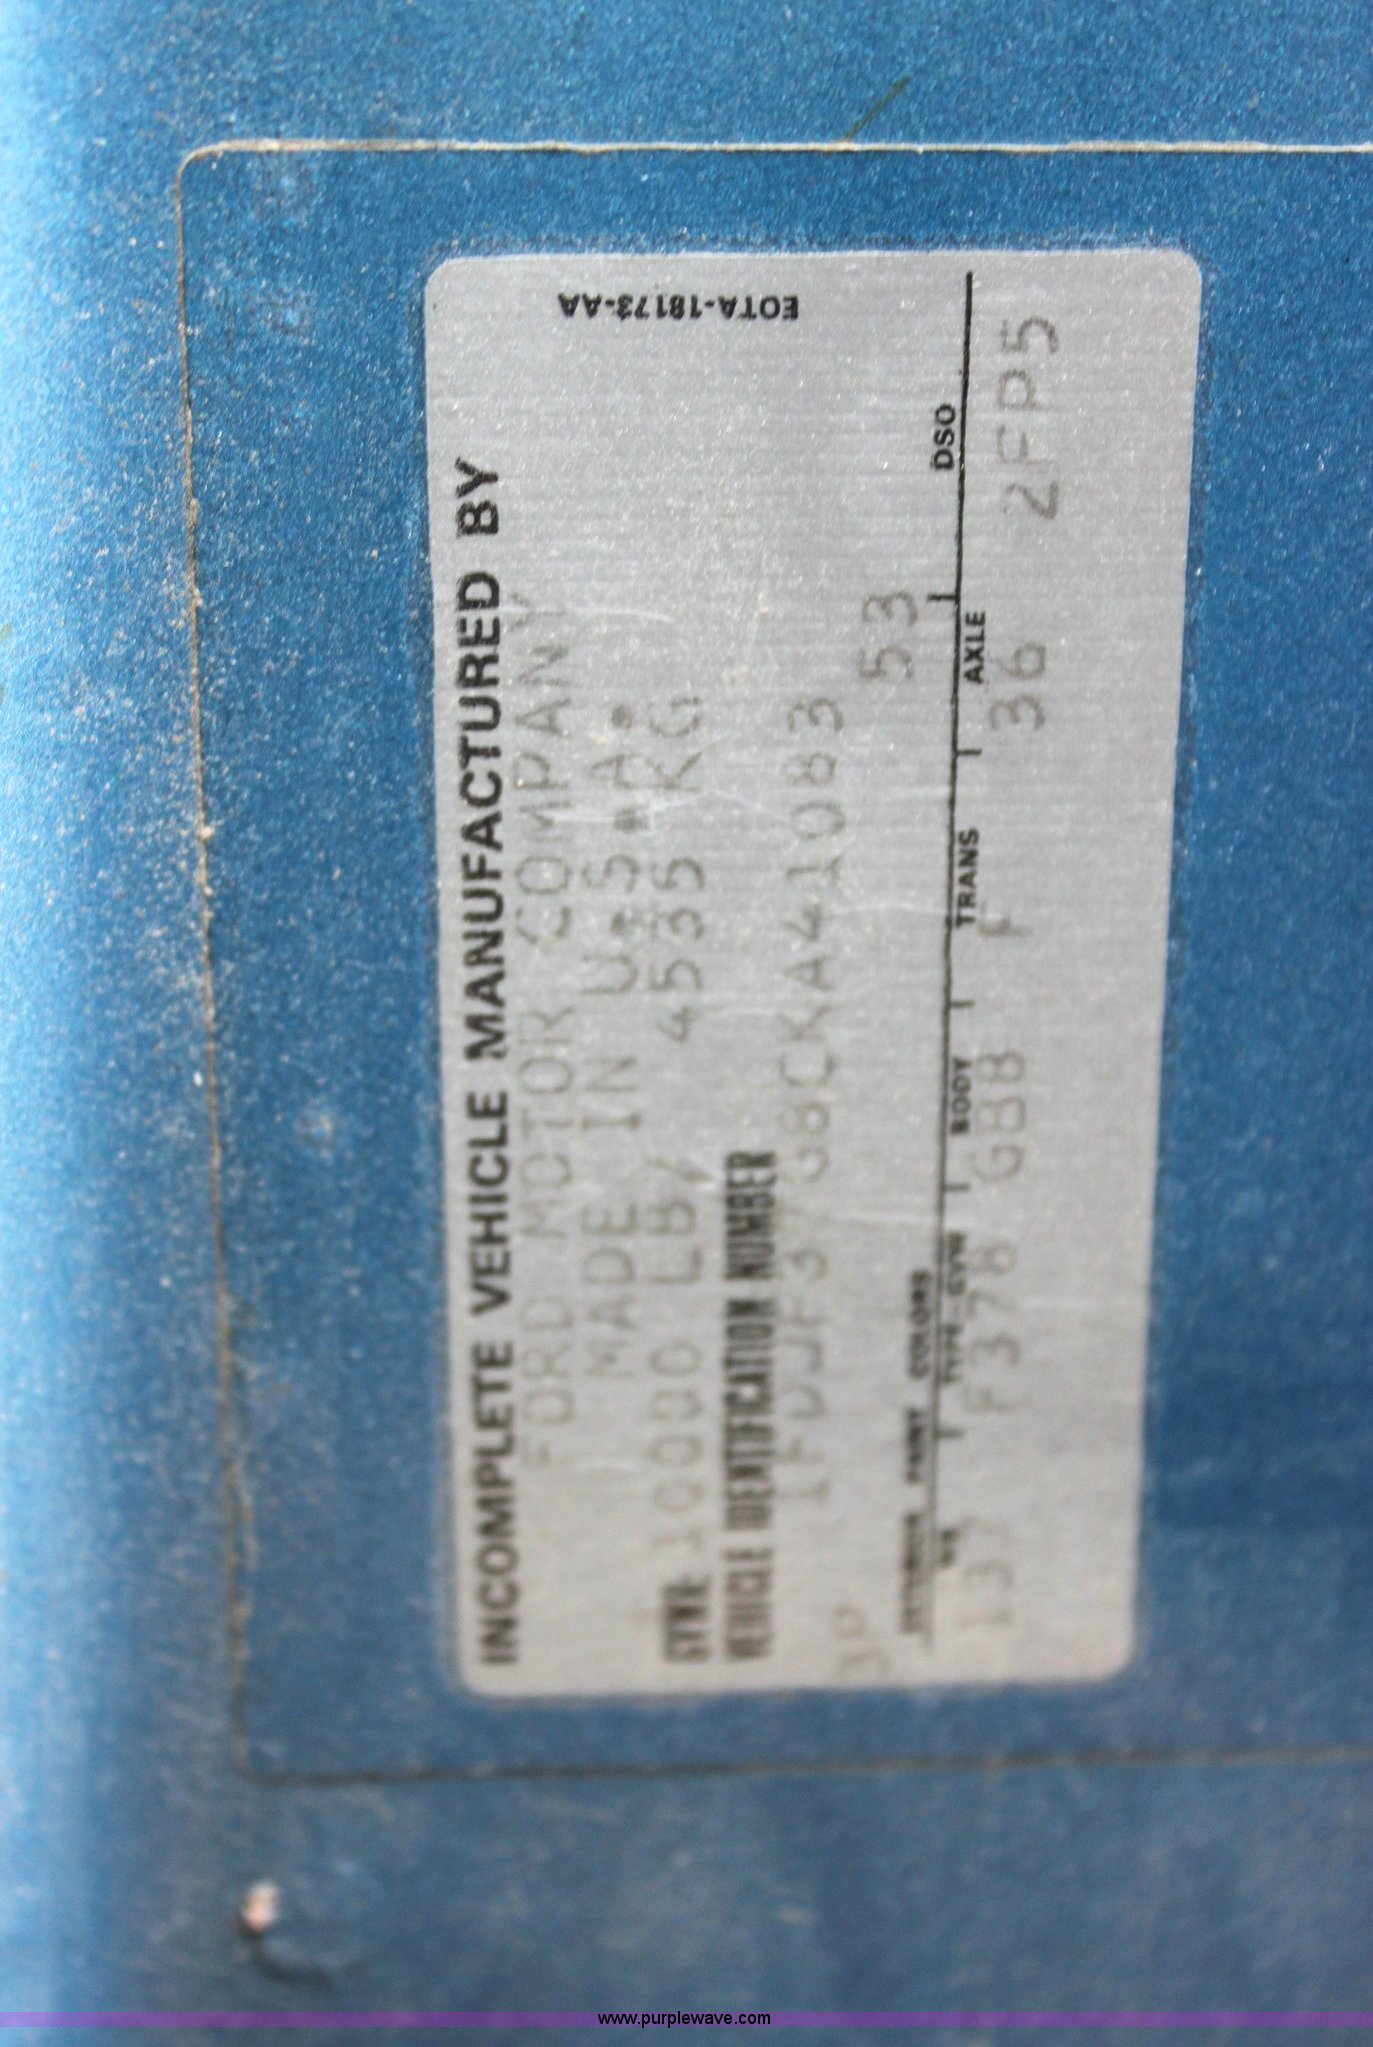 INCOMPLETE VEHICLE MANUFACTURED BY
FORD MOTOR COMPANY
MADE IN U.S.A.
GVWR: 10000 LB/ 4535 KG
VEHICLE IDENTIFICATION NUMBER
1FDJF37G8CKA41083
3P 53
EXTERIOR PAINT COLORS DSO
WB TYPE-GVW BODY TRANS AXLE
137 F378 GB8 F 36 2FP5
EOTA-18173-AA
www.purplewave.com